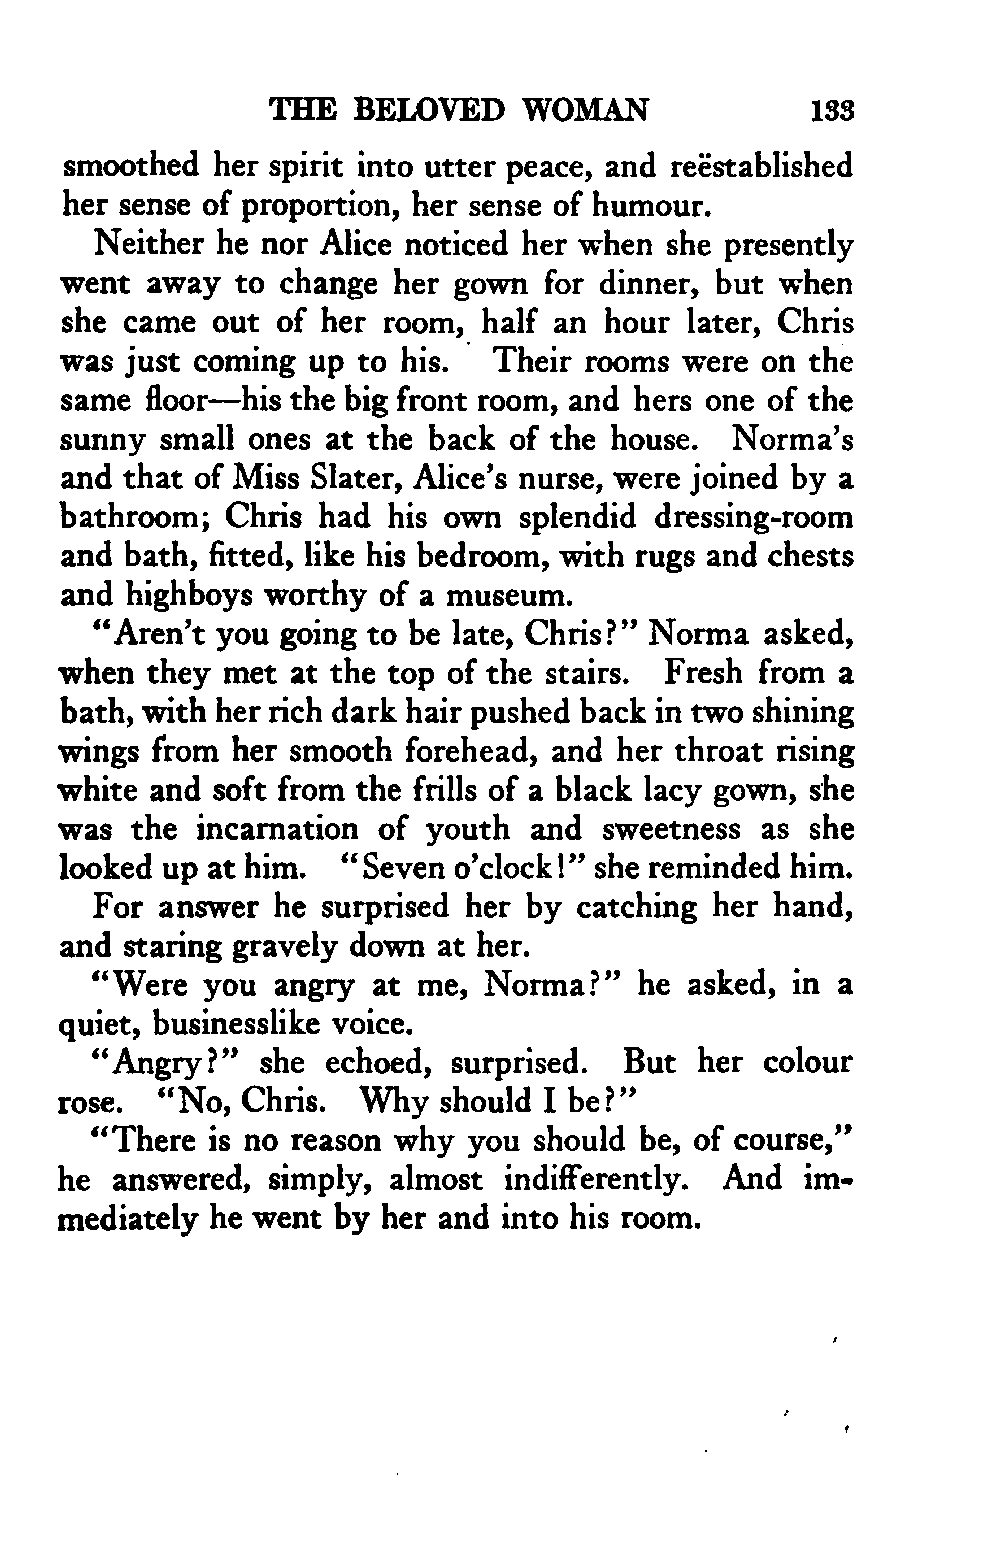 THE BELOVED WOMAN 133
smoothed her spirit into utter peace, and reëstablished
her sense of proportion, her sense of humour.
Neither he nor Alice noticed her when she presently
went away to change her gown for dinner, but when
she came out of her room, half an hour later, Chris
was just coming up to his. Their rooms were on the
same floor—his the big front room, and hers one of the
sunny small ones at the back of the house. Norma's
and that of Miss Slater, Alice's nurse, were joined by a
bathroom; Chris had his own splendid dressing-room
and bath, fitted, like his bedroom, with rugs and chests
and highboys worthy of a museum.
"Aren't you going to be late, Chris?" Norma asked,
when they met at the top of the stairs. Fresh from a
bath, with her rich dark hair pushed back in two shining
wings from her smooth forehead, and her throat rising
white and soft from the frills of a black lacy gown, she
was the incarnation of youth and sweetness as she
looked up at him. "Seven o'clock!" she reminded him.
For answer he surprised her by catching her hand,
and staring gravely down at her.
"Were you angry at me, Norma?" he asked, in a
quiet, businesslike voice.
"Angry?" she echoed, surprised. But her colour
rose. "No, Chris. Why should I be?"
"There is no reason why you should be, of course,"
he answered, simply, almost indifferently. And im-
mediately he went by her and into his room.